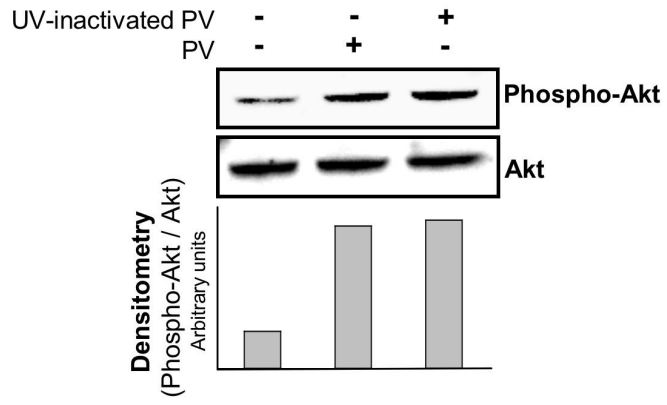 UV-inactivated PV - - +
PV - + -
Phospho-Akt
Akt
Densitometry
(Phospho-Akt / Akt)
Arbitrary units